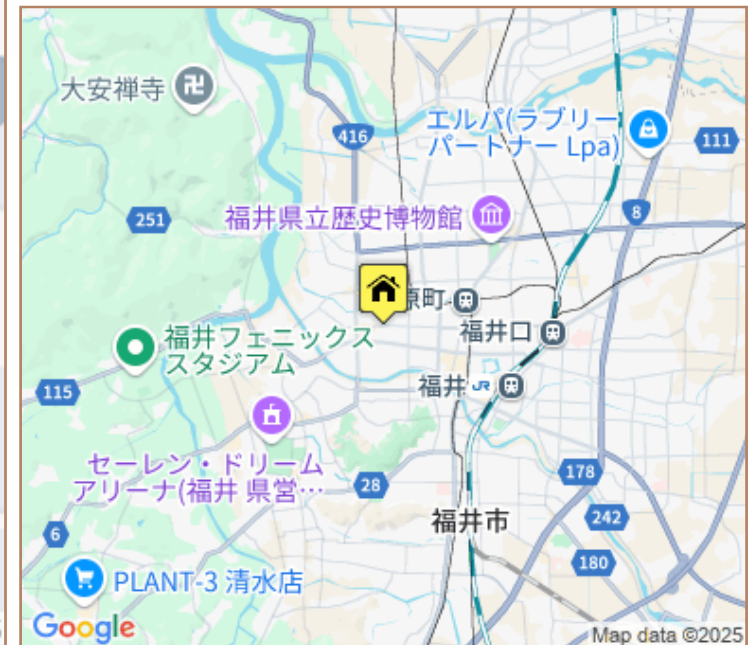 大安禅寺
416
エルパ(ラブリー
パートナー Lpa)
111
251
福井県立歴史博物館
8
原町
福井口
福井フェニックス
スタジアム
115
福井 JR
セーレン・ドリーム
アリーナ(福井 県営…
28
178
福井市
242
6
180
PLANT-3 清水店
Google
Map data ©2025